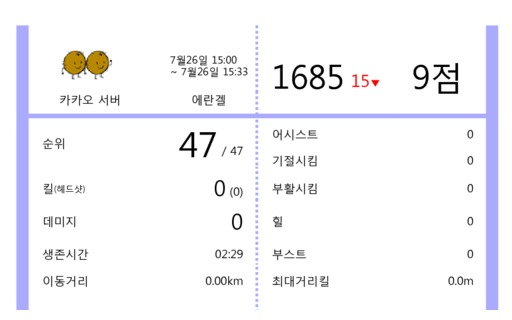 7월26일 15:00
~ 7월26일 15:33
카카오 서버
에란겔
1685 15▼ 9점
순위 47 / 47
킬(헤드샷) 0 (0)
데미지 0
생존시간 02:29
이동거리 0.00km
어시스트 0
기절시킴 0
부활시킴 0
힐 0
부스트 0
최대거리킬 0.0m